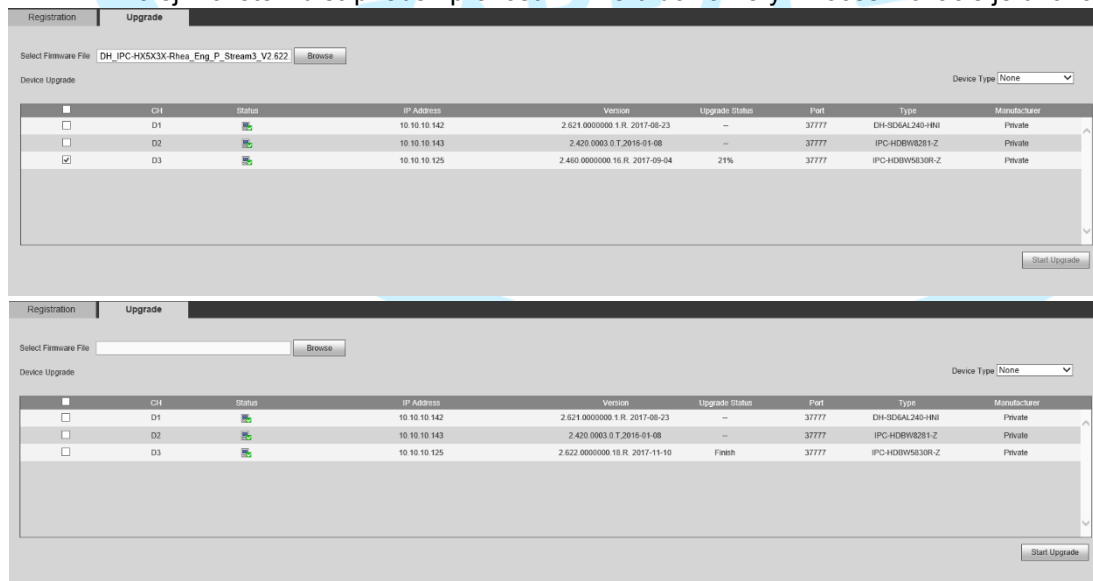 Registration Upgrade
Select Firmware File DH_IPC-HX5X3X-Rhea_Eng_P_Stream3_V2.622. Browse
Device Upgrade Device Type None
CH Status IP Address Version Upgrade Status Port Type Manufacturer
D1 10.10.10.142 2.621.0000000.1.R. 2017-08-23 -- 37777 DH-SD6AL240-HNI Private
D2 10.10.10.143 2.420.0003.0.T,2016-01-08 -- 37777 IPC-HDBW8281-Z Private
D3 10.10.10.125 2.460.0000000.16.R. 2017-09-04 21% 37777 IPC-HDBW5830R-Z Private
Start Upgrade
Registration Upgrade
Select Firmware File Browse
Device Upgrade Device Type None
CH Status IP Address Version Upgrade Status Port Type Manufacturer
D1 10.10.10.142 2.621.0000000.1.R. 2017-08-23 -- 37777 DH-SD6AL240-HNI Private
D2 10.10.10.143 2.420.0003.0.T,2016-01-08 -- 37777 IPC-HDBW8281-Z Private
D3 10.10.10.125 2.622.0000000.18.R. 2017-11-10 Finish 37777 IPC-HDBW5830R-Z Private
Start Upgrade